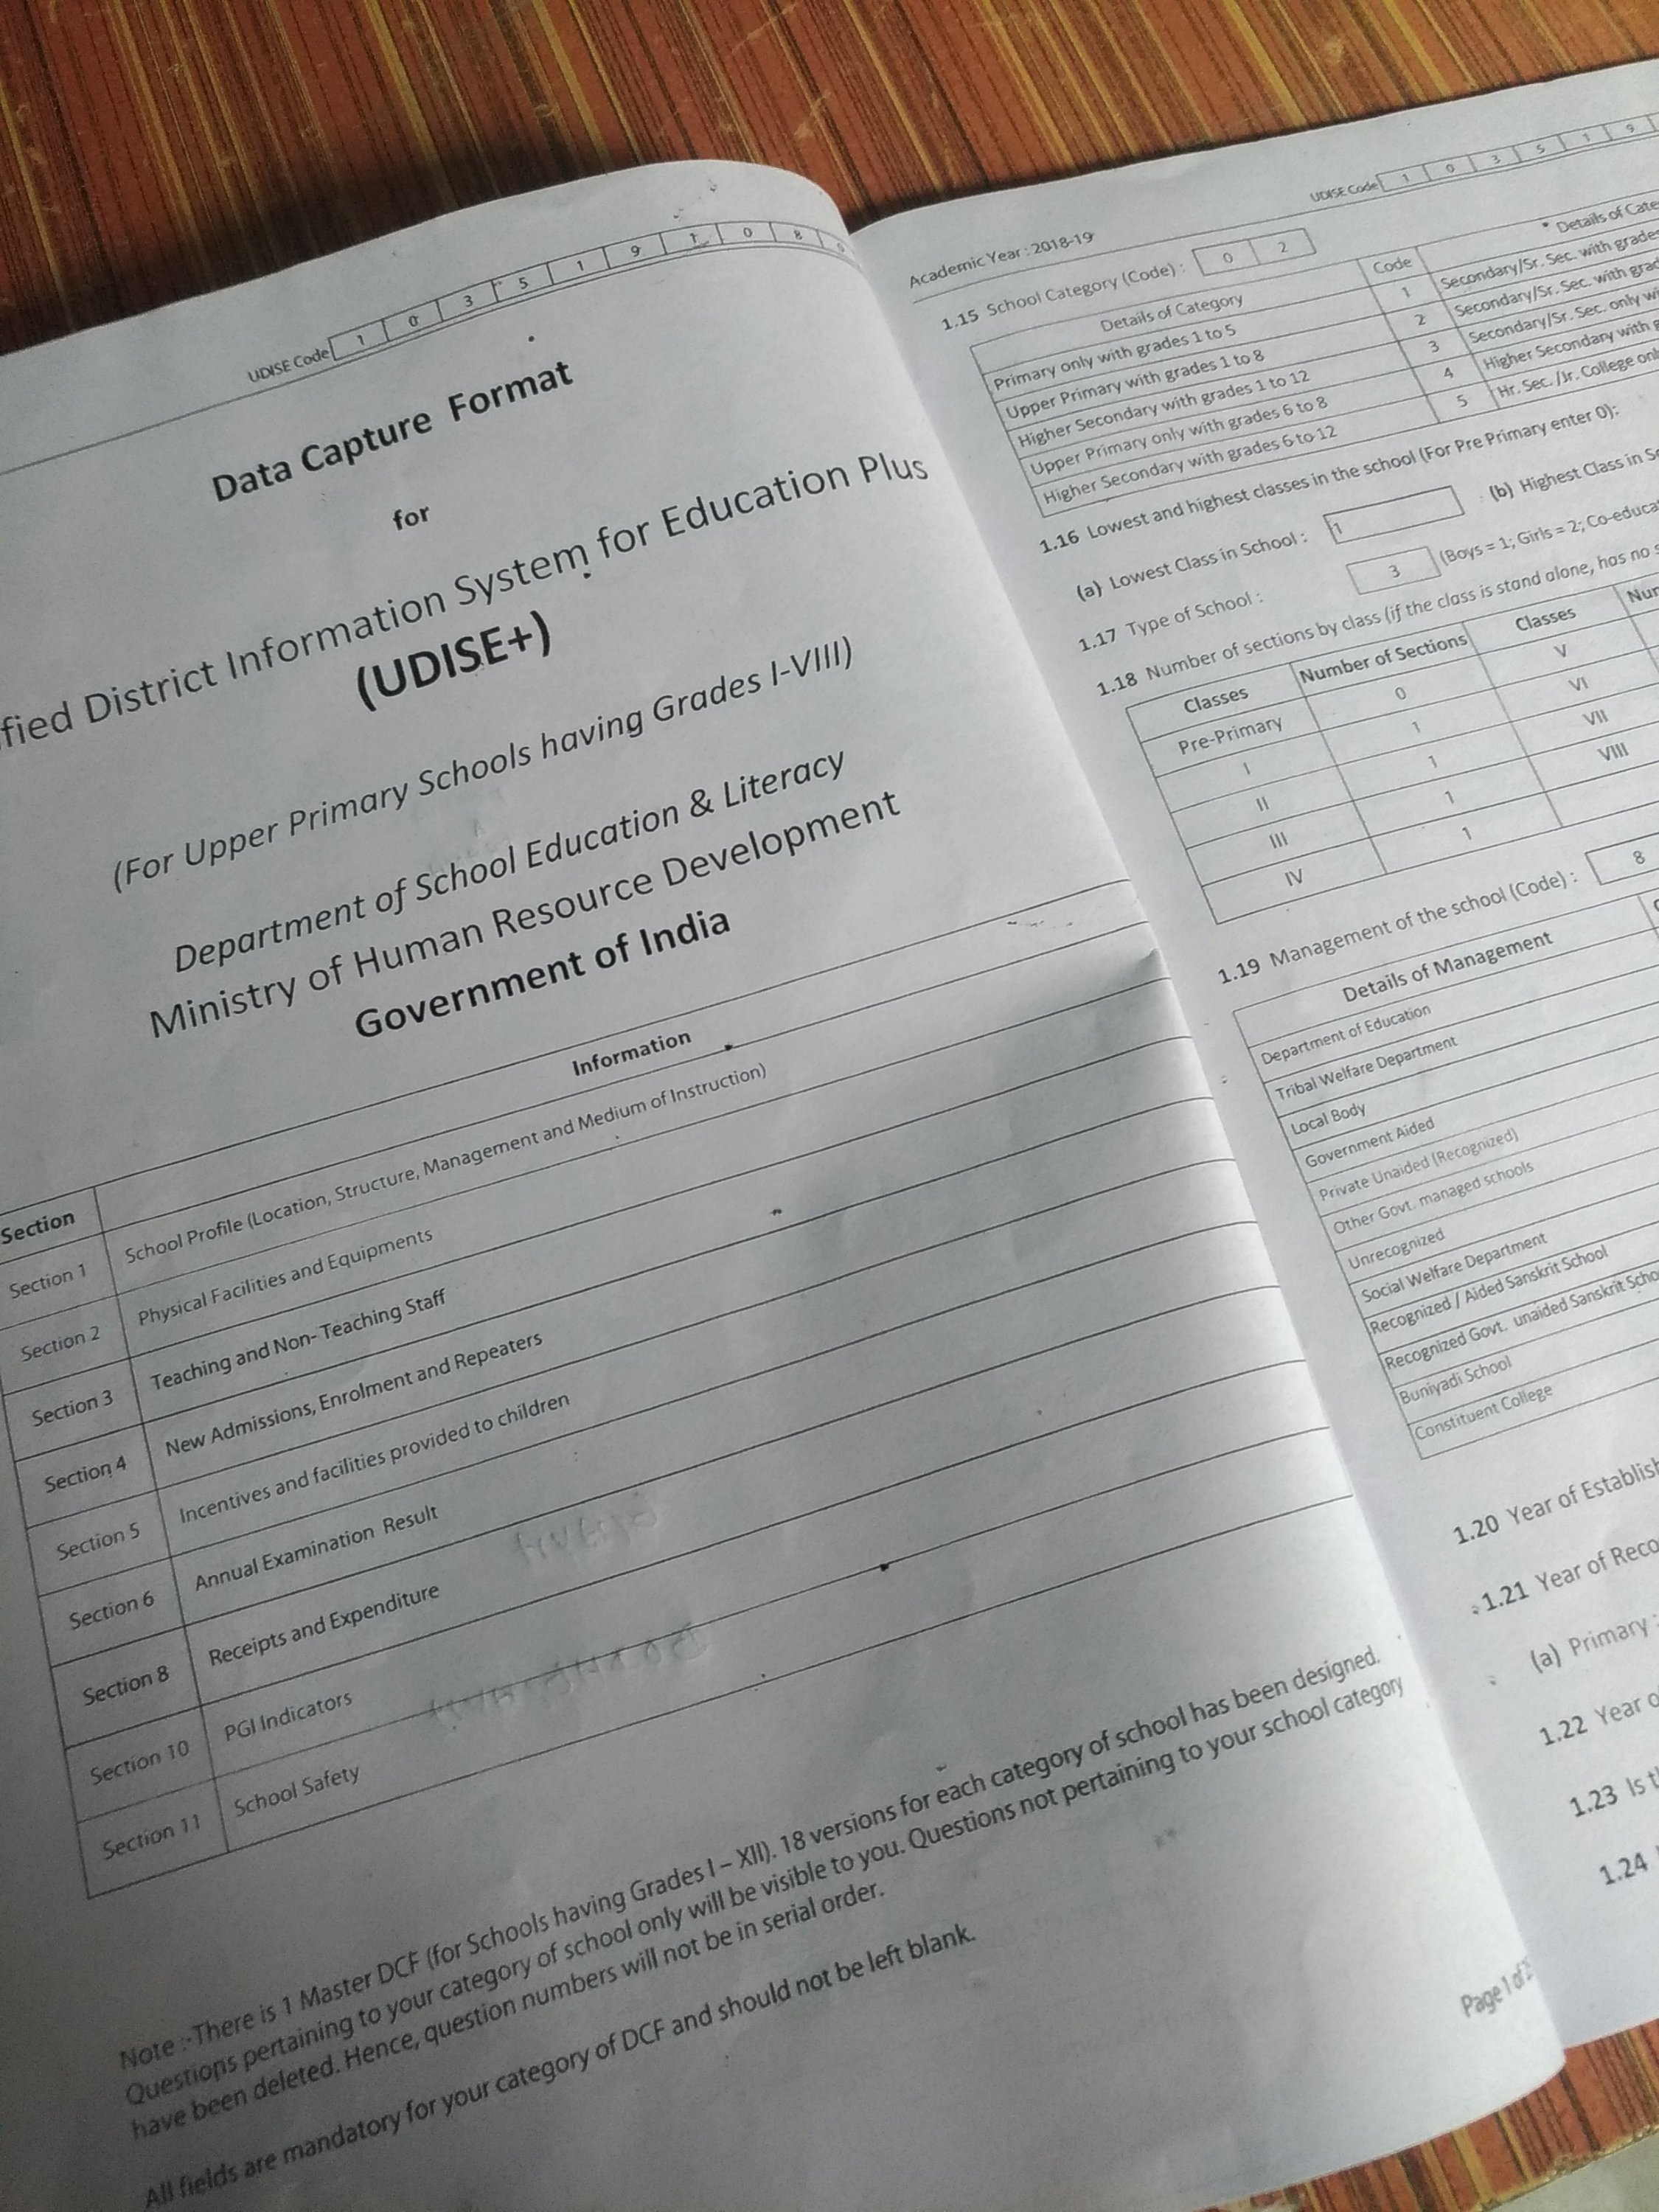 UDISE Code 1 0 3 5 1 9 1 0 8 0
Data Capture Format
for
fied District Information System for Education Plus
(UDISE+)
(For Upper Primary Schools having Grades I-VIII)
Department of School Education & Literacy
Ministry of Human Resource Development
Government of India
Section Information
Section 1 School Profile (Location, Structure, Management and Medium of Instruction)
Section 2 Physical Facilities and Equipments
Section 3 Teaching and Non- Teaching Staff
Section 4 New Admissions, Enrolment and Repeaters
Section 5 Incentives and facilities provided to children
Section 6 Annual Examination Result
Section 8 Receipts and Expenditure
Section 10 PGI Indicators
Section 11 School Safety
Note :-There is 1 Master DCF (for Schools having Grades I – XII). 18 versions for each category of school has been designed.
Questions pertaining to your category of school only will be visible to you. Questions not pertaining to your school category
have been deleted. Hence, question numbers will not be in serial order.
All fields are mandatory for your category of DCF and should not be left blank.
Page 1 of
UDISE Code 1 0 3 5 1 9
Academic Year : 2018-19
1.15 School Category (Code) : 0 2
* Details of Cate
Details of Category Code
Primary only with grades 1 to 5 1 Secondary/Sr. Sec. with grades
Upper Primary with grades 1 to 8 2 Secondary/Sr. Sec. with grad
Higher Secondary with grades 1 to 12 3 Secondary/Sr. Sec. only wi
Upper Primary only with grades 6 to 8 4 Higher Secondary with g
Higher Secondary with grades 6 to 12 5 Hr. Sec. /Jr. College onl
1.16 Lowest and highest classes in the school (For Pre Primary enter 0):
(a) Lowest Class in School : 1 (b) Highest Class in Sc
1.17 Type of School : 3 (Boys = 1; Girls = 2; Co-educat
1.18 Number of sections by class (if the class is stand alone, has no s
Classes Number of Sections Classes Num
Pre-Primary 0 V
I 1 VI
II 1 VII
III 1 VIII
IV 1
1.19 Management of the school (Code) : 8
Details of Management
Department of Education
Tribal Welfare Department
Local Body
Government Aided
Private Unaided (Recognized)
Other Govt. managed schools
Unrecognized
Social Welfare Department
Recognized / Aided Sanskrit School
Recognized Govt. unaided Sanskrit Scho
Buniyadi School
Constituent College
1.20 Year of Establish
1.21 Year of Reco
(a) Primary :
1.22 Year o
1.23 Is t
1.24